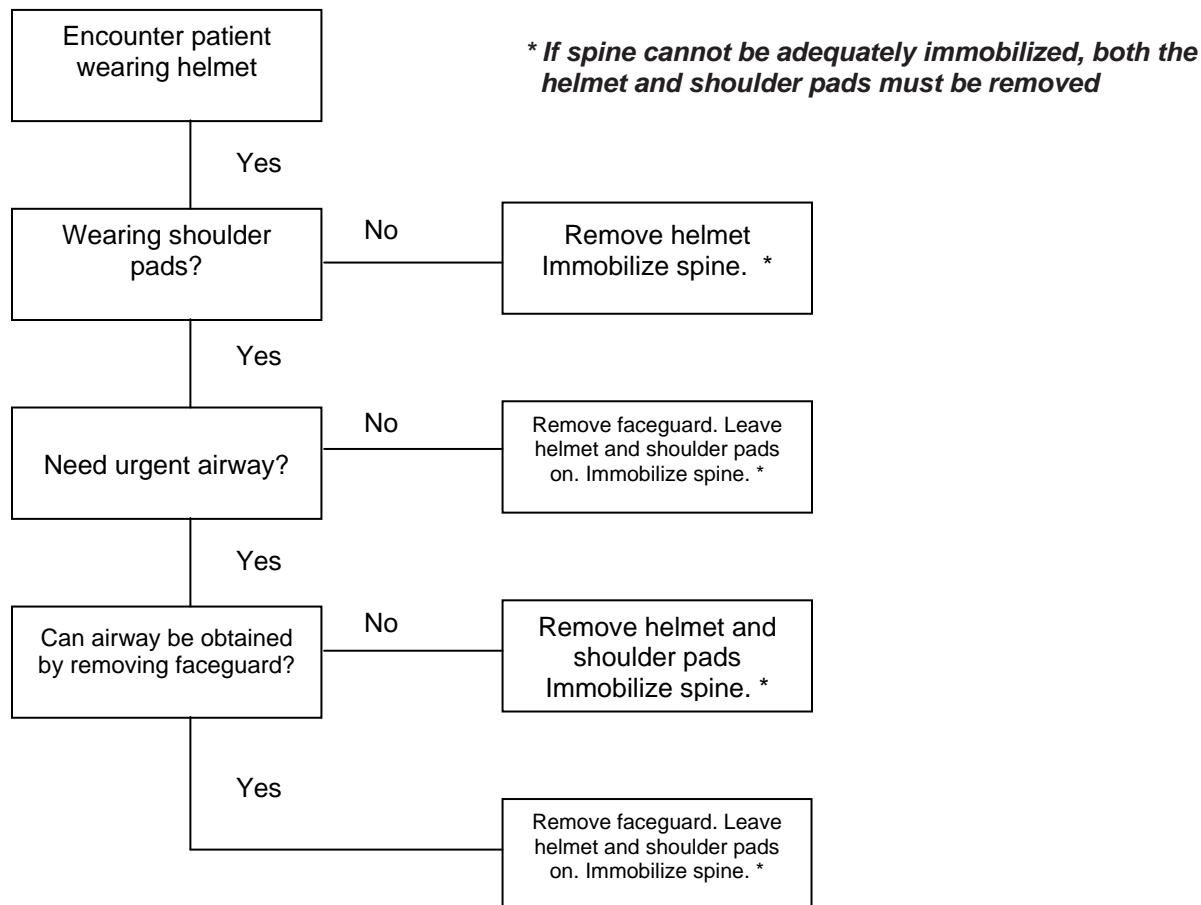 Encounter patient
wearing helmet
* If spine cannot be adequately immobilized, both the
helmet and shoulder pads must be removed
Yes
Wearing shoulder
pads?
No
Remove helmet
Immobilize spine. *
Yes
Need urgent airway?
No
Remove faceguard. Leave
helmet and shoulder pads
on. Immobilize spine. *
Yes
Can airway be obtained
by removing faceguard?
No
Remove helmet and
shoulder pads
Immobilize spine. *
Yes
Remove faceguard. Leave
helmet and shoulder pads
on. Immobilize spine. *